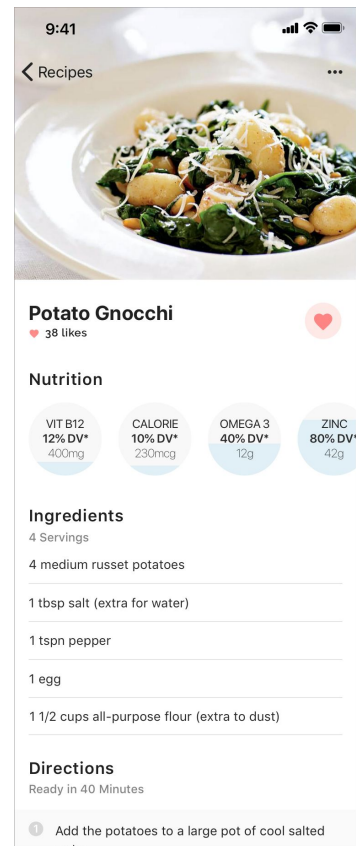 9:41
Recipes
Potato Gnocchi
38 likes
Nutrition
VIT B12
12% DV*
400mg
CALORIE
10% DV*
230mcg
OMEGA 3
40% DV*
12g
ZINC
80% DV*
42g
Ingredients
4 Servings
4 medium russet potatoes
1 tbsp salt (extra for water)
1 tspn pepper
1 egg
1 1/2 cups all-purpose flour (extra to dust)
Directions
Ready in 40 Minutes
1 Add the potatoes to a large pot of cool salted